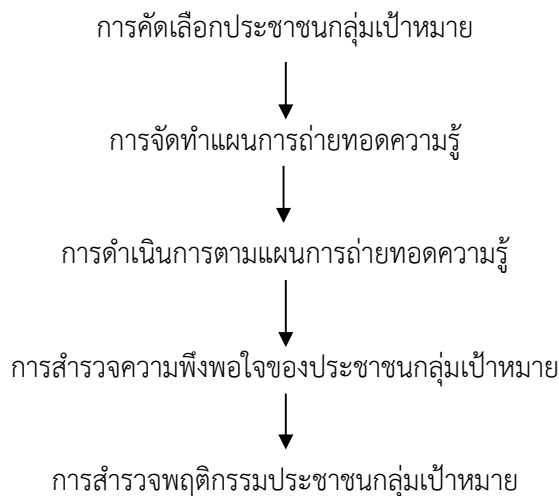 การคัดเลือกประชาชนกลุ่มเป้าหมาย
การจัดทำแผนการถ่ายทอดความรู้
การดำเนินการตามแผนการถ่ายทอดความรู้
การสำรวจความพึงพอใจของประชาชนกลุ่มเป้าหมาย
การสำรวจพฤติกรรมประชาชนกลุ่มเป้าหมาย